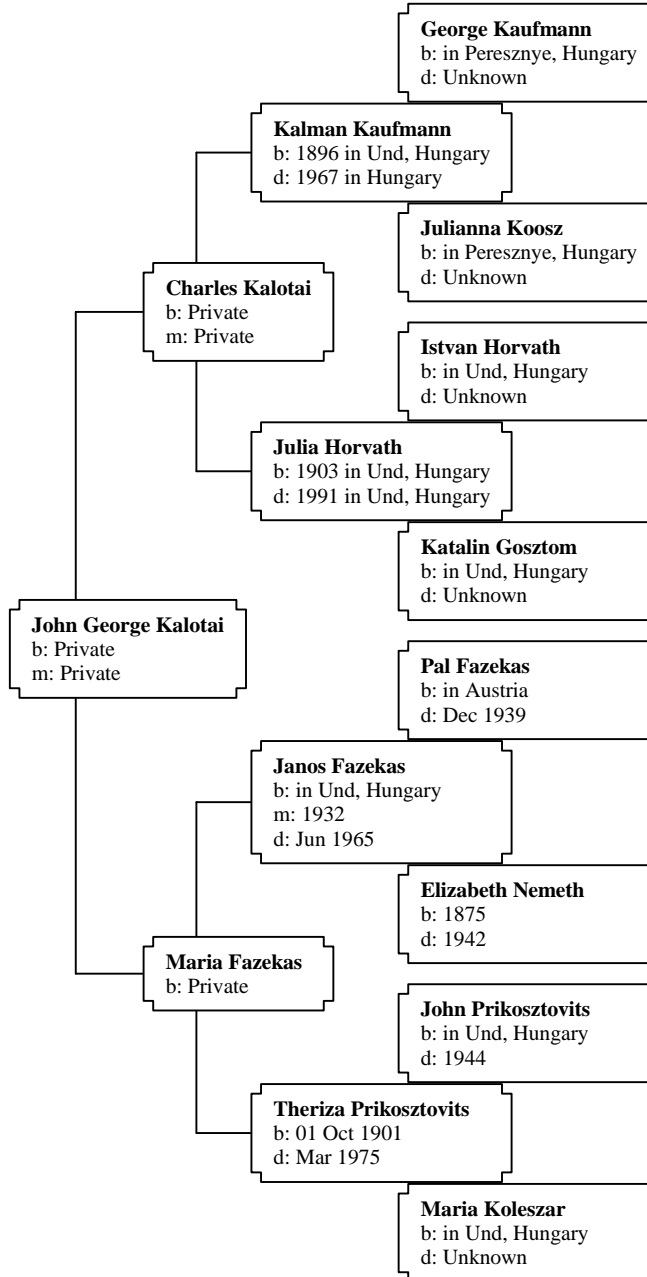 George Kaufmann
b: in Peresznye, Hungary
d: Unknown
Kalman Kaufmann
b: 1896 in Und, Hungary
d: 1967 in Hungary
Julianna Koosz
b: in Peresznye, Hungary
d: Unknown
Charles Kalotai
b: Private
m: Private
Istvan Horvath
b: in Und, Hungary
d: Unknown
Julia Horvath
b: 1903 in Und, Hungary
d: 1991 in Und, Hungary
Katalin Gosztom
b: in Und, Hungary
d: Unknown
John George Kalotai
b: Private
m: Private
Pal Fazekas
b: in Austria
d: Dec 1939
Janos Fazekas
b: in Und, Hungary
m: 1932
d: Jun 1965
Elizabeth Nemeth
b: 1875
d: 1942
Maria Fazekas
b: Private
John Prikosztovits
b: in Und, Hungary
d: 1944
Theriza Prikosztovits
b: 01 Oct 1901
d: Mar 1975
Maria Koleszar
b: in Und, Hungary
d: Unknown